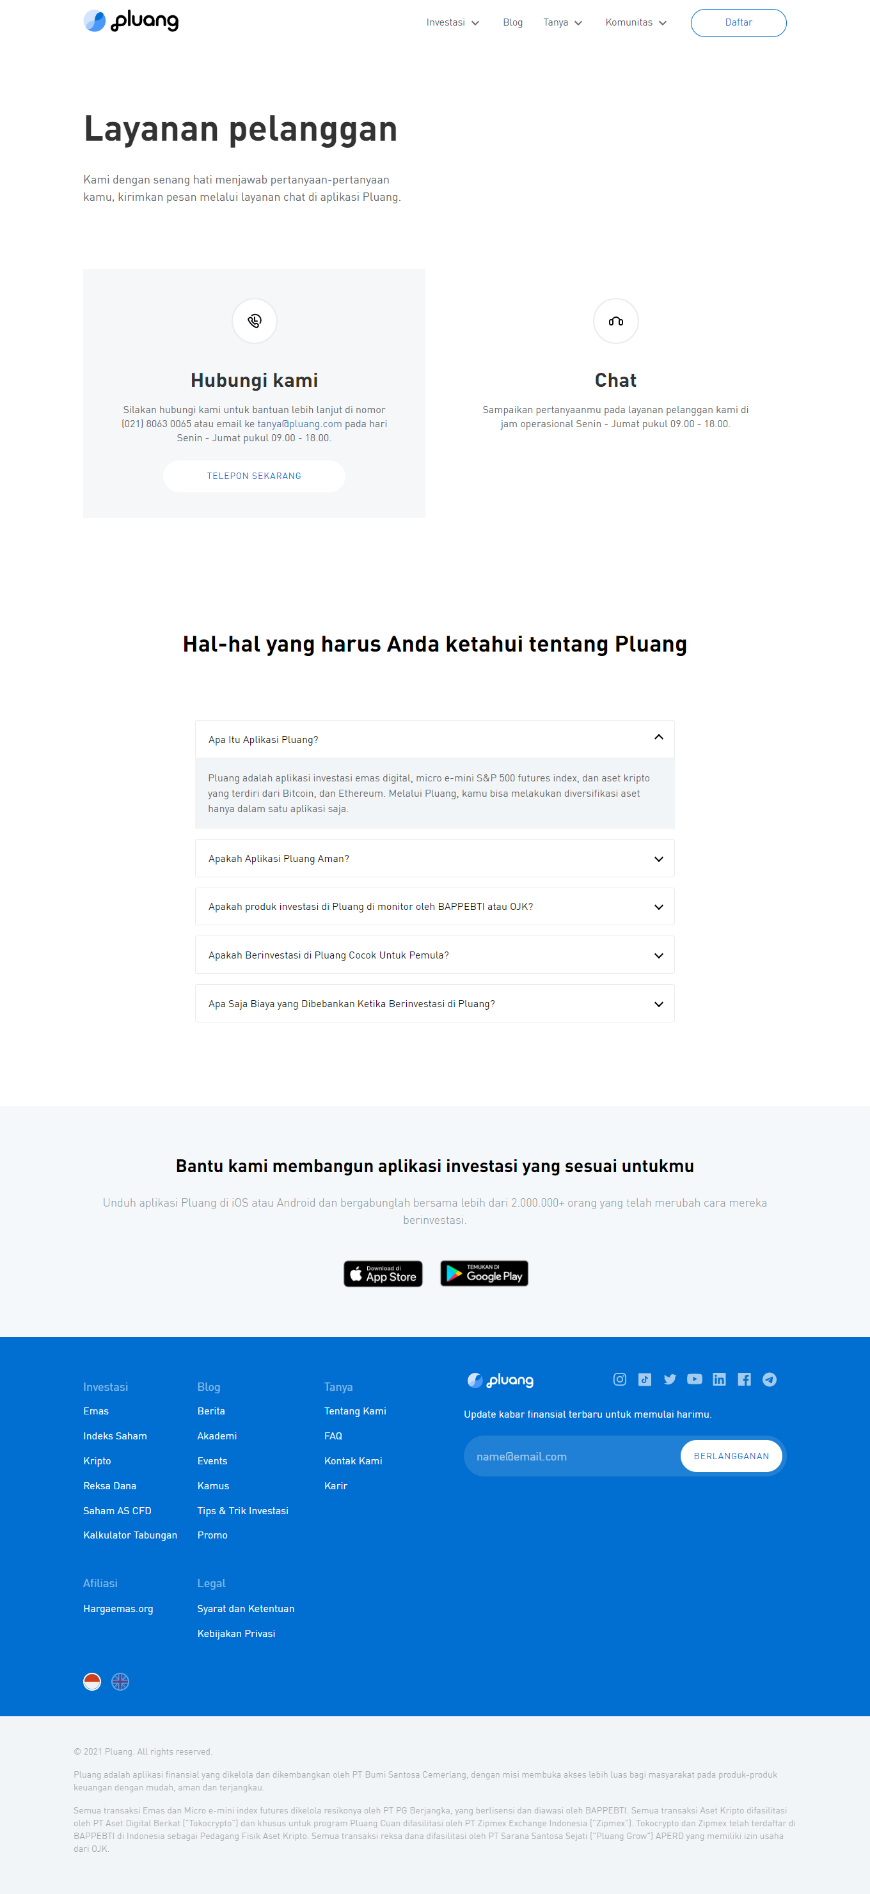 pluang
Investasi Blog Tanya Komunitas Daftar
Layanan pelanggan
Kami dengan senang hati menjawab pertanyaan-pertanyaan
kamu, kirimkan pesan melalui layanan chat di aplikasi Pluang.
Hubungi kami
Silakan hubungi kami untuk bantuan lebih lanjut di nomor
(021) 8063 0065 atau email ke tanya@pluang.com pada hari
Senin - Jumat pukul 09.00 - 18.00.
TELEPON SEKARANG
Chat
Sampaikan pertanyaanmu pada layanan pelanggan kami di
jam operasional Senin - Jumat pukul 09.00 - 18.00.
Hal-hal yang harus Anda ketahui tentang Pluang
Apa Itu Aplikasi Pluang?
Pluang adalah aplikasi investasi emas digital, micro e-mini S&P 500 futures index, dan aset kripto
yang terdiri dari Bitcoin, dan Ethereum. Melalui Pluang, kamu bisa melakukan diversifikasi aset
hanya dalam satu aplikasi saja.
Apakah Aplikasi Pluang Aman?
Apakah produk investasi di Pluang di monitor oleh BAPPEBTI atau OJK?
Apakah Berinvestasi di Pluang Cocok Untuk Pemula?
Apa Saja Biaya yang Dibebankan Ketika Berinvestasi di Pluang?
Bantu kami membangun aplikasi investasi yang sesuai untukmu
Unduh aplikasi Pluang di iOS atau Android dan bergabunglah bersama lebih dari 2.000.000+ orang yang telah merubah cara mereka
berinvestasi.
Download di
App Store
TEMUKAN DI
Google Play
Investasi
Emas
Indeks Saham
Kripto
Reksa Dana
Saham AS CFD
Kalkulator Tabungan
Blog
Berita
Akademi
Events
Kamus
Tips & Trik Investasi
Promo
Tanya
Tentang Kami
FAQ
Kontak Kami
Karir
pluang
Update kabar finansial terbaru untuk memulai harimu.
name@email.com BERLANGGANAN
Afiliasi
Hargaemas.org
Legal
Syarat dan Ketentuan
Kebijakan Privasi
© 2021 Pluang. All rights reserved.
Pluang adalah aplikasi finansial yang dikelola dan dikembangkan oleh PT Bumi Santosa Cemerlang, dengan misi membuka akses lebih luas bagi masyarakat pada produk-produk
keuangan dengan mudah, aman dan terjangkau.
Semua transaksi Emas dan Micro e-mini index futures dikelola resikonya oleh PT PG Berjangka, yang berlisensi dan diawasi oleh BAPPEBTI. Semua transaksi Aset Kripto difasilitasi
oleh PT Aset Digital Berkat ("Tokocrypto") dan khusus untuk program Pluang Cuan difasilitasi oleh PT Zipmex Exchange Indonesia ("Zipmex"). Tokocrypto dan Zipmex telah terdaftar di
BAPPEBTI di Indonesia sebagai Pedagang Fisik Aset Kripto. Semua transaksi reksa dana difasilitasi oleh PT Sarana Santosa Sejati ("Pluang Grow") APERD yang memiliki izin usaha
dari OJK.